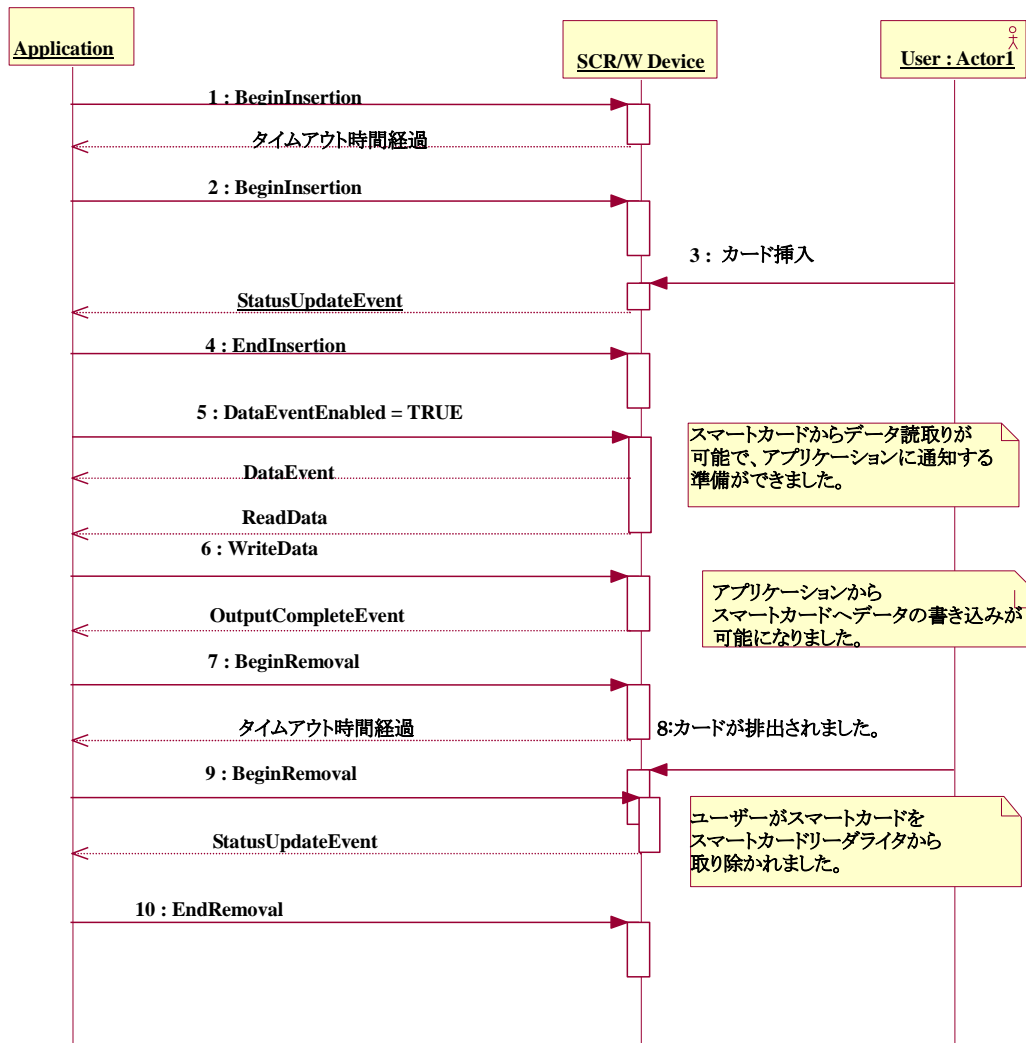 Application
SCR/W Device
User : Actor1
1 : BeginInsertion
タイムアウト時間経過
2 : BeginInsertion
3 : カード挿入
StatusUpdateEvent
4 : EndInsertion
5 : DataEventEnabled = TRUE
スマートカードからデータ読取りが
可能で、アプリケーションに通知する
準備ができました。
DataEvent
ReadData
6 : WriteData
アプリケーションから
スマートカードへデータの書き込みが
可能になりました。
OutputCompleteEvent
7 : BeginRemoval
タイムアウト時間経過
8:カードが排出されました。
9 : BeginRemoval
ユーザーがスマートカードを
スマートカードリーダライタから
取り除かれました。
StatusUpdateEvent
10 : EndRemoval